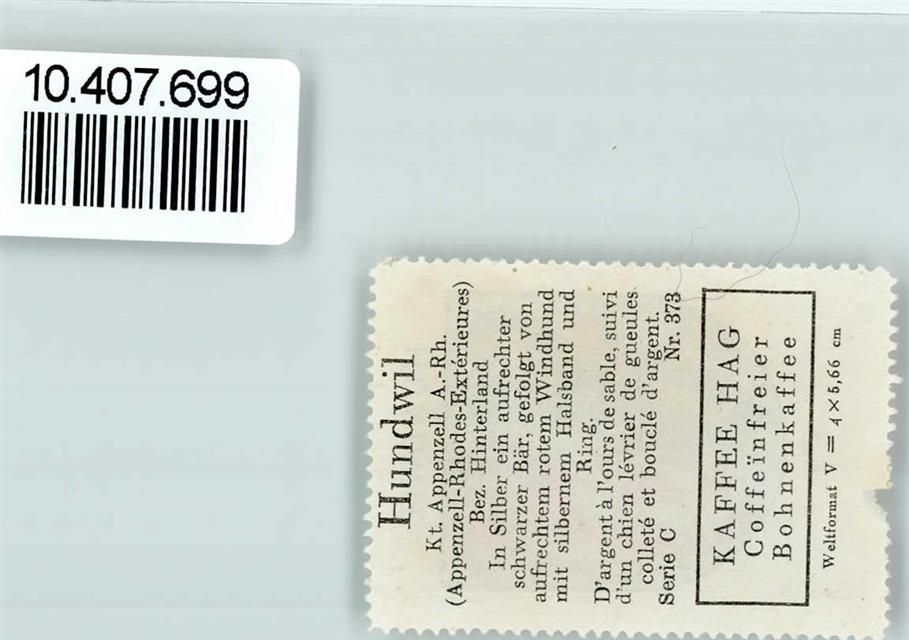 10.407.699
Hundwil
Kt. Appenzell A.-Rh.
(Appenzell-Rhodes-Extérieures)
Bez. Hinterland
In Silber ein aufrechter
schwarzer Bär, gefolgt von
aufrechtem rotem Windhund
mit silbernem Halsband und
Ring.
D'argent à l'ours de sable, suivi
d'un chien lévrier de gueules
colleté et bouclé d'argent.
Serie C Nr. 373
KAFFEE HAG
Coffeïnfreier
Bohnenkaffee
Weltformat V = 4 × 5,66 cm